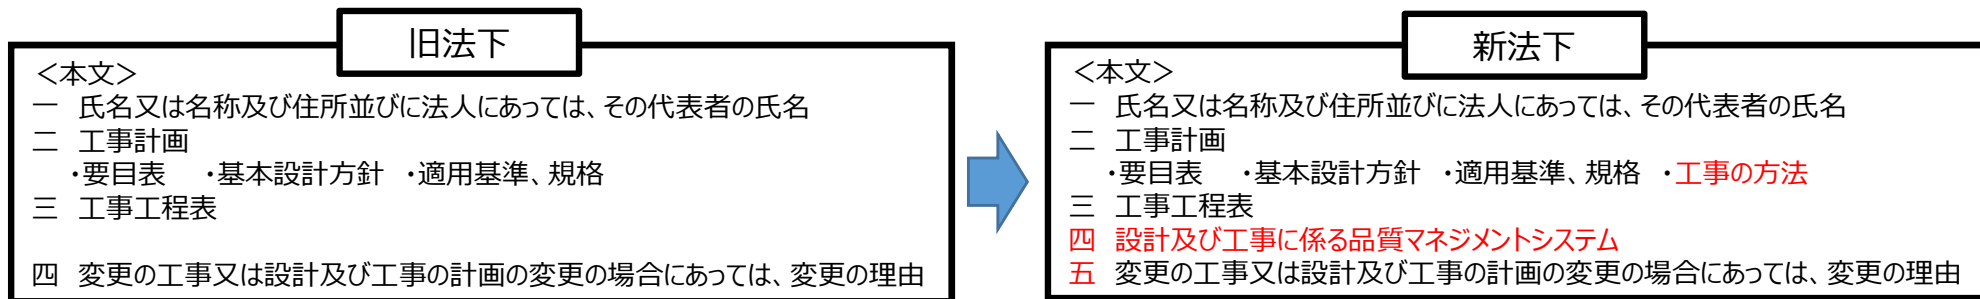 旧法下
<本文>
一 氏名又は名称及び住所並びに法人にあっては、その代表者の氏名
二 工事計画
・要目表 ・基本設計方針 ・適用基準、規格
三 工事工程表
四 変更の工事又は設計及び工事の計画の変更の場合にあっては、変更の理由
新法下
<本文>
一 氏名又は名称及び住所並びに法人にあっては、その代表者の氏名
二 工事計画
・要目表 ・基本設計方針 ・適用基準、規格 ・工事の方法
三 工事工程表
四 設計及び工事に係る品質マネジメントシステム
五 変更の工事又は設計及び工事の計画の変更の場合にあっては、変更の理由